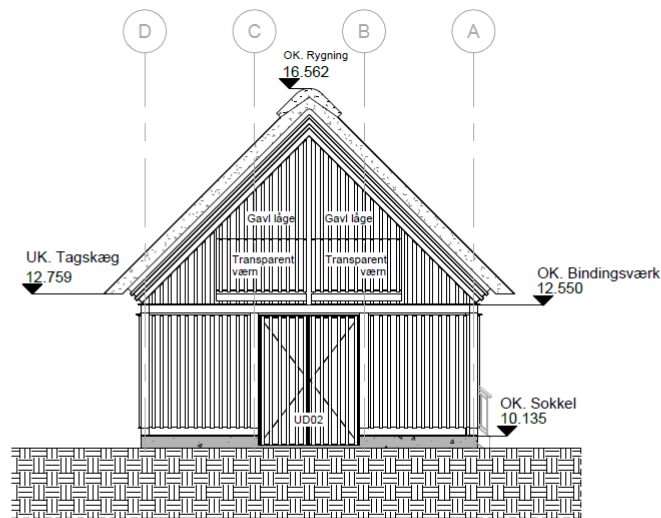 D C B A
OK. Rygning
16.562
Gavl låge Gavl låge
UK. Tagskæg
12.759
Transparent
værn
Transparent
værn
OK. Bindingsværk
12.550
UD02
OK. Sokkel
10.135